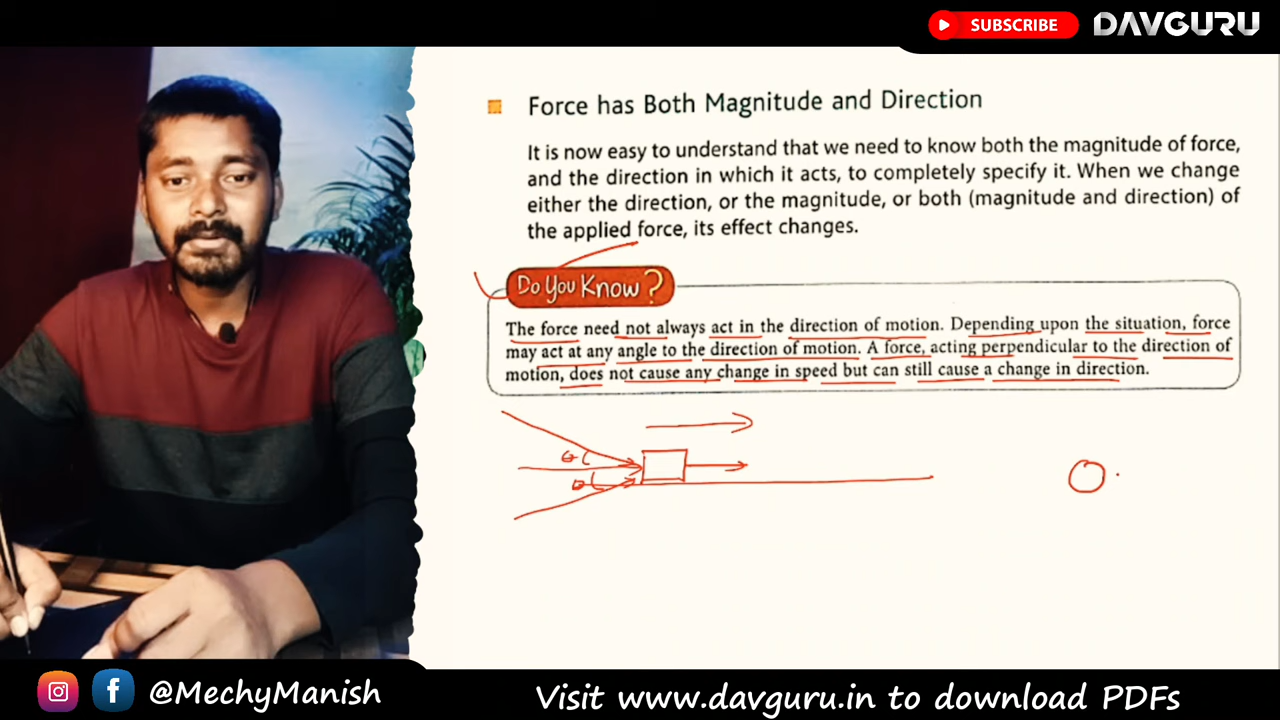 SUBSCRIBE DAVGURU
Force has Both Magnitude and Direction
It is now easy to understand that we need to know both the magnitude of force,
and the direction in which it acts, to completely specify it. When we change
either the direction, or the magnitude, or both (magnitude and direction) of
the applied force, its effect changes.
Do You Know?
The force need not always act in the direction of motion. Depending upon the situation, force
may act at any angle to the direction of motion. A force, acting perpendicular to the direction of
motion, does not cause any change in speed but can still cause a change in direction.
θ
θ
@MechyManish
Visit www.davguru.in to download PDFs